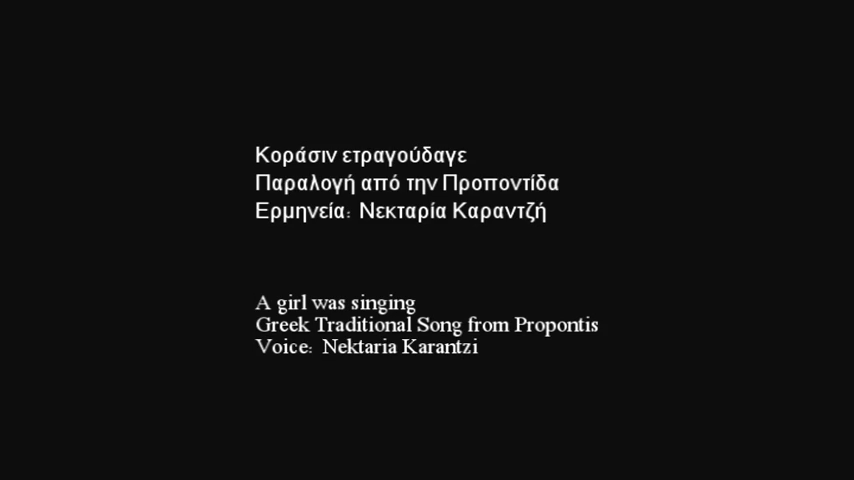 Κοράσιν ετραγούδαγε
Παραλογή από την Προποντίδα
Ερμηνεία: Νεκταρία Καραντζή
A girl was singing
Greek Traditional Song from Propontis
Voice: Nektaria Karantzi